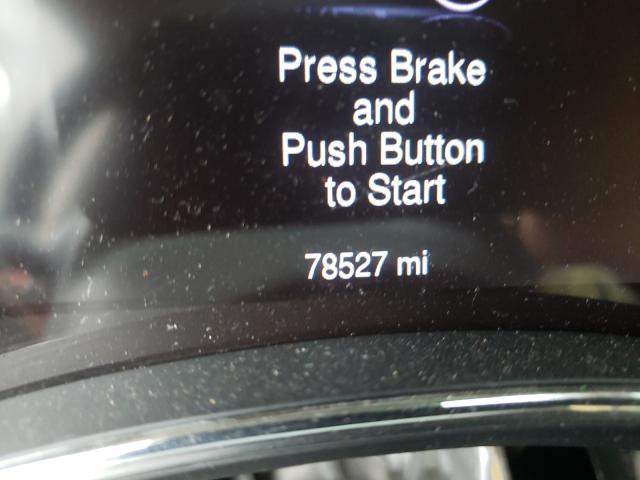 Press Brake
and
Push Button
to Start
78527 mi